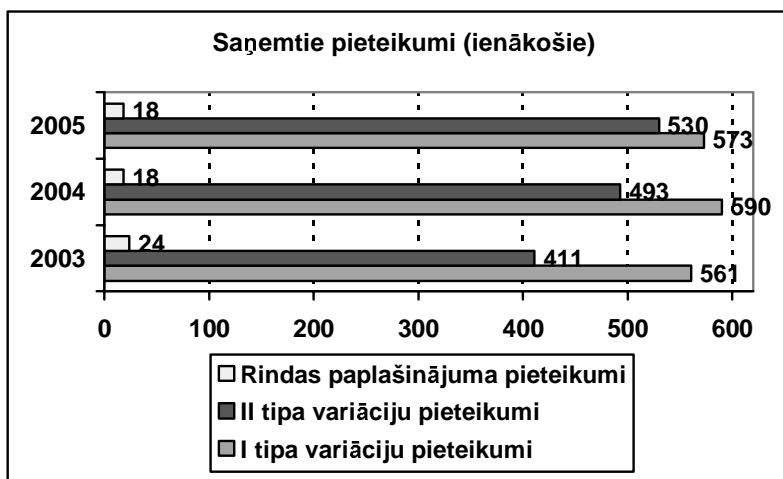 Saņemtie pieteikumi (ienākošie)
2005
18
530
573
2004
18
493
590
2003
24
411
561
0 100 200 300 400 500 600
Rindas paplašinājuma pieteikumi
II tipa variāciju pieteikumi
I tipa variāciju pieteikumi